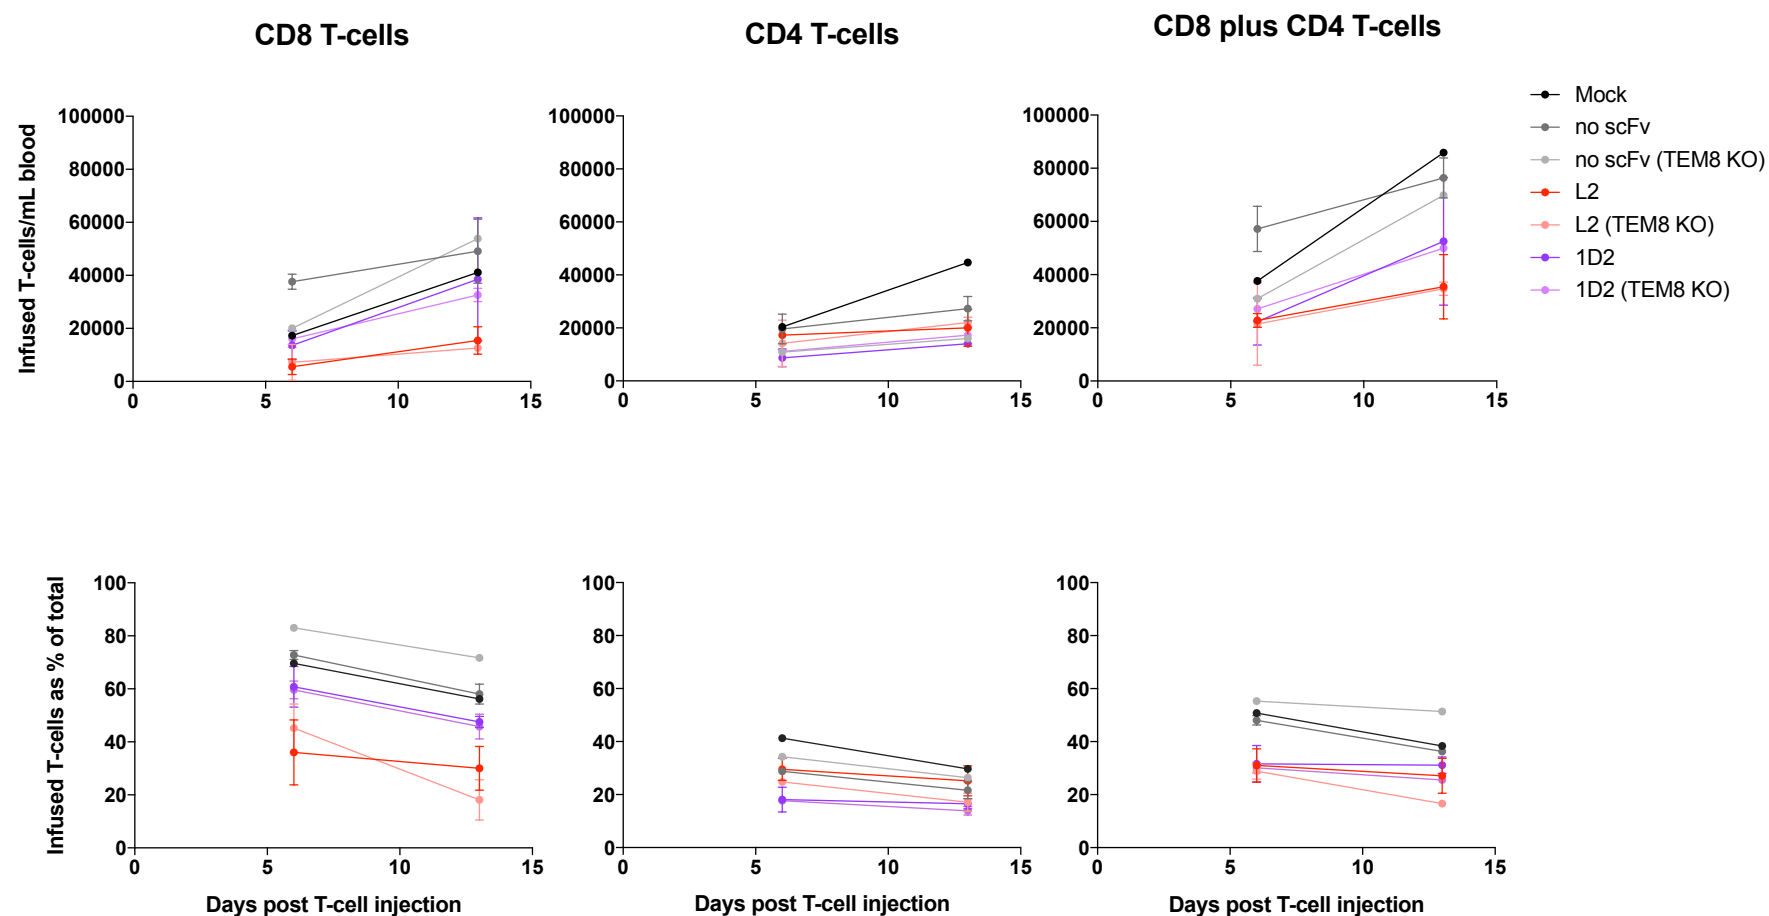 CD8 T-cells
CD4 T-cells
CD8 plus CD4 T-cells
Infused T-cells/mL blood
100000
80000
60000
40000
20000
0
0 5 10 15
100000
80000
60000
40000
20000
0
0 5 10 15
100000
80000
60000
40000
20000
0
0 5 10 15
Mock
no scFv
no scFv (TEM8 KO)
L2
L2 (TEM8 KO)
1D2
1D2 (TEM8 KO)
Infused T-cells as % of total
100
80
60
40
20
0
0 5 10 15
Days post T-cell injection
100
80
60
40
20
0
0 5 10 15
Days post T-cell injection
100
80
60
40
20
0
0 5 10 15
Days post T-cell injection